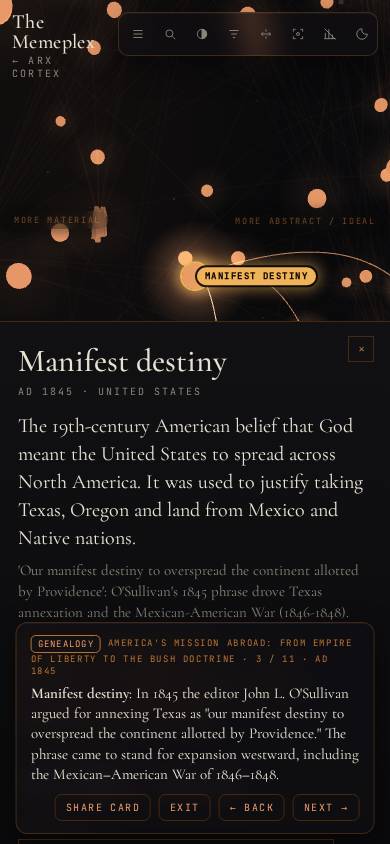 The
Memeplex
← ARX
CORTEX
MORE MATERIAL
MORE ABSTRACT / IDEAL
MANIFEST DESTINY
Manifest destiny
×
AD 1845 · UNITED STATES
The 19th-century American belief that God
meant the United States to spread across
North America. It was used to justify taking
Texas, Oregon and land from Mexico and
Native nations.
'Our manifest destiny to overspread the continent allotted
by Providence': O'Sullivan's 1845 phrase drove Texas
annexation and the Mexican-American War (1846-1848).
GENEALOGY AMERICA'S MISSION ABROAD: FROM EMPIRE
OF LIBERTY TO THE BUSH DOCTRINE · 3 / 11 · AD
1845
Manifest destiny: In 1845 the editor John L. O'Sullivan
argued for annexing Texas as "our manifest destiny to
overspread the continent allotted by Providence." The
phrase came to stand for expansion westward, including
the Mexican–American War of 1846–1848.
SHARE CARD EXIT ← BACK NEXT →